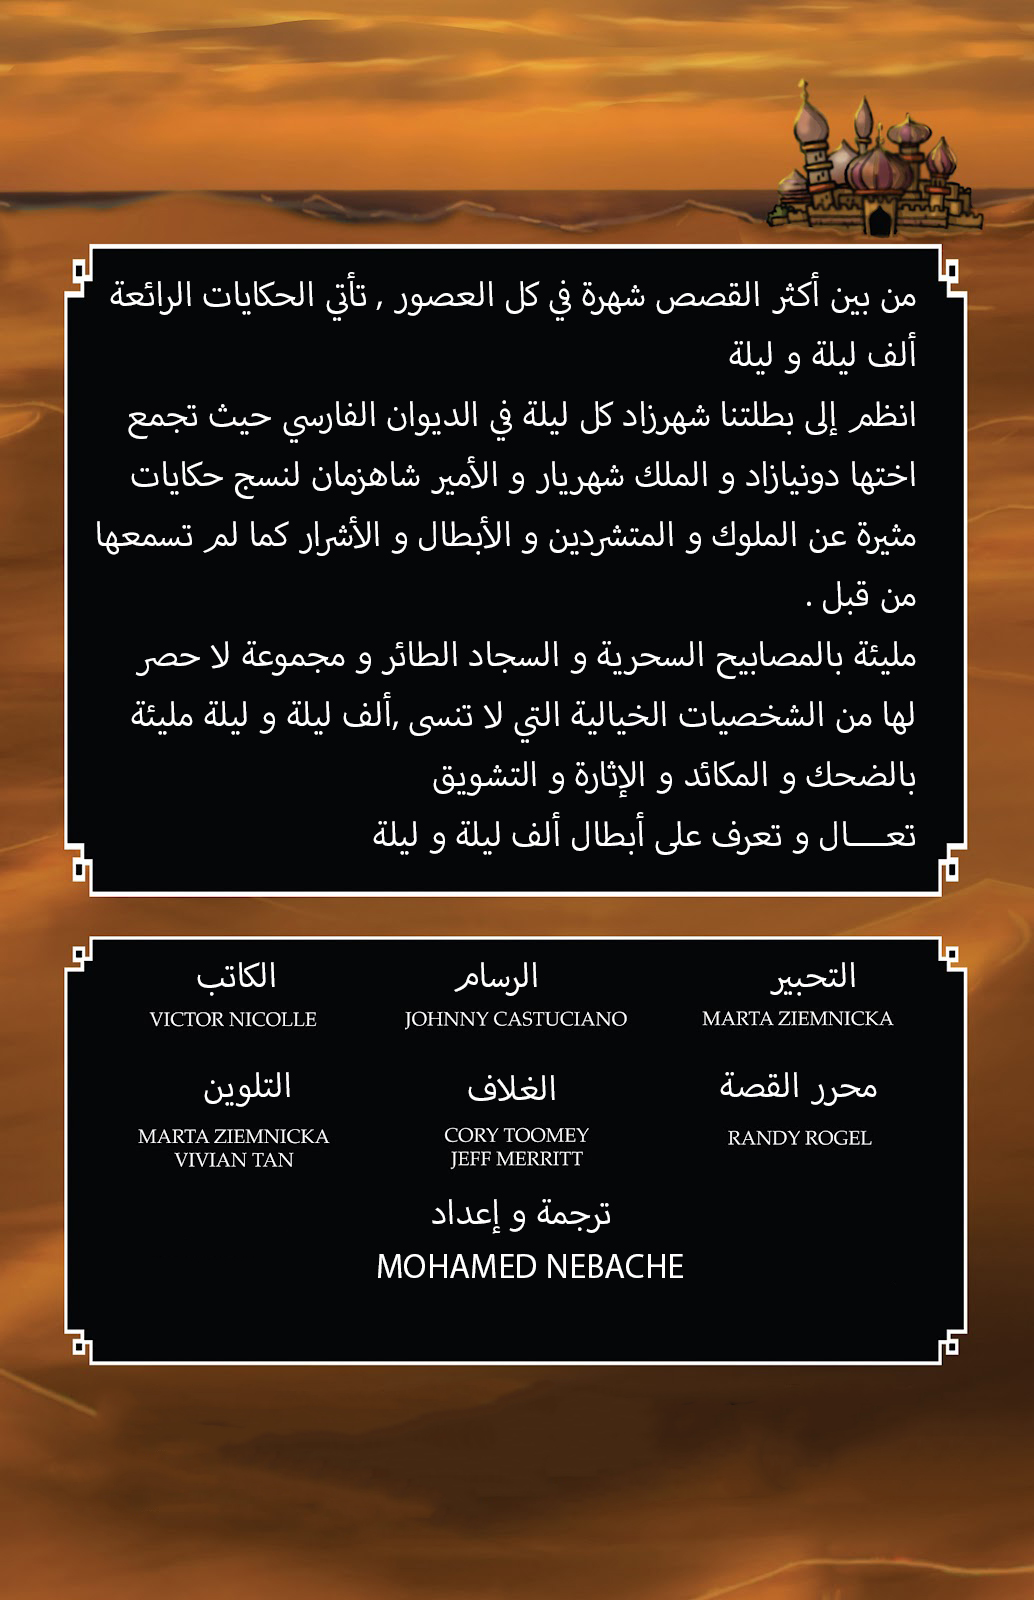 من بين أكثر القصص شهرة في كل العصور , تأتي الحكايات الرائعة
ألف ليلة و ليلة
انظم إلى بطلتنا شهرزاد كل ليلة في الديوان الفارسي حيث تجمع
اختها دونيازاد و الملك شهريار و الأمير شاهزمان لنسج حكايات
مثيرة عن الملوك و المتشردين و الأبطال و الأشرار كما لم تسمعها
من قبل .
مليئة بالمصابيح السحرية و السجاد الطائر و مجموعة لا حصر
لها من الشخصيات الخيالية التي لا تنسى ,ألف ليلة و ليلة مليئة
بالضحك و المكائد و الإثارة و التشويق
تعـــال و تعرف على أبطال ألف ليلة و ليلة
التحبير
MARTA ZIEMNICKA
الرسام
JOHNNY CASTUCIANO
الكاتب
VICTOR NICOLLE
محرر القصة
RANDY ROGEL
الغلاف
CORY TOOMEY
JEFF MERRITT
التلوين
MARTA ZIEMNICKA
VIVIAN TAN
ترجمة و إعداد
MOHAMED NEBACHE